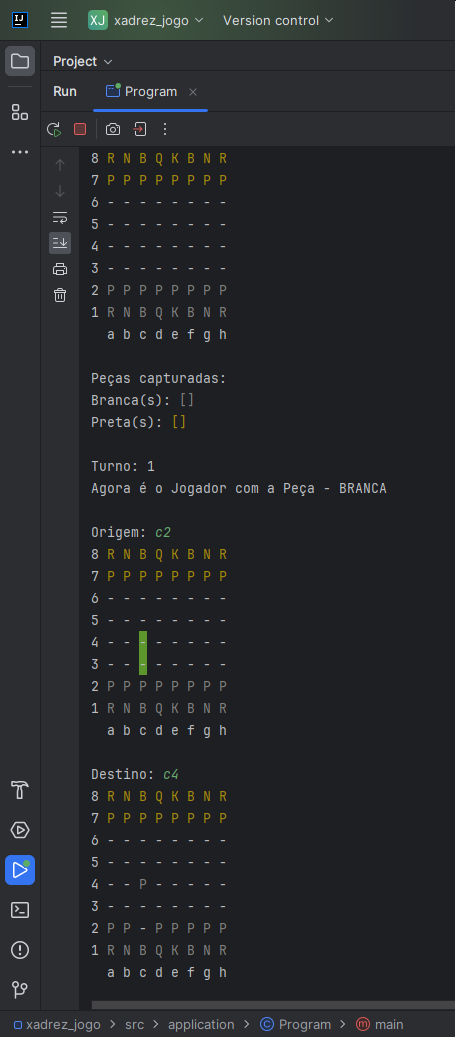 XJ xadrez_jogo Version control
Project
Run Program
8 R N B Q K B N R
7 P P P P P P P P
6 - - - - - - - -
5 - - - - - - - -
4 - - - - - - - -
3 - - - - - - - -
2 P P P P P P P P
1 R N B Q K B N R
a b c d e f g h
Peças capturadas:
Branca(s): []
Preta(s): []
Turno: 1
Agora é o Jogador com a Peça - BRANCA
Origem: c2
8 R N B Q K B N R
7 P P P P P P P P
6 - - - - - - - -
5 - - - - - - - -
4 - - - - - - - -
3 - - - - - - - -
2 P P P P P P P P
1 R N B Q K B N R
a b c d e f g h
Destino: c4
8 R N B Q K B N R
7 P P P P P P P P
6 - - - - - - - -
5 - - - - - - - -
4 - - P - - - - -
3 - - - - - - - -
2 P P - P P P P P
1 R N B Q K B N R
a b c d e f g h
xadrez_jogo > src > application > Program > main